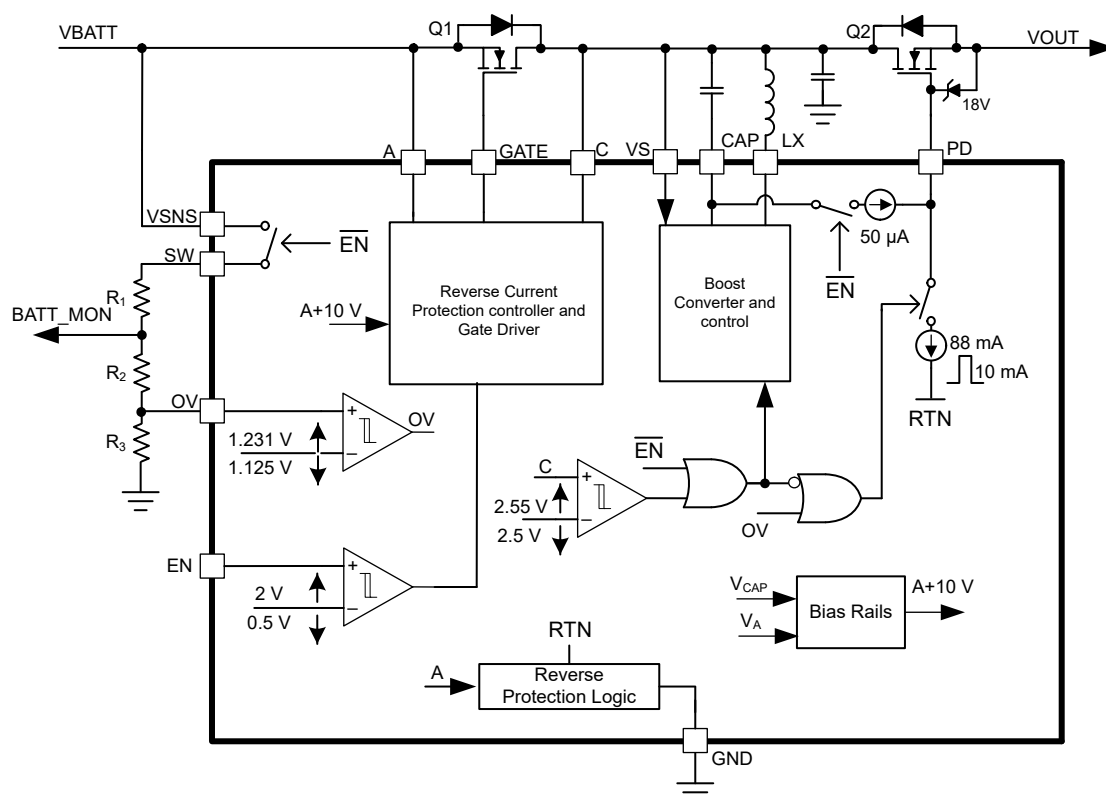 VBATT
Q1
Q2
VOUT
18V
A
GATE
C
VS
CAP
LX
PD
VSNS
SW
EN
50 µA
EN
R1
BATT_MON
R2
OV
R3
A+10 V
Reverse Current
Protection controller and
Gate Driver
Boost
Converter and
control
88 mA
10 mA
RTN
+
1.231 V
−
1.125 V
OV
EN
C
+
2.55 V
−
2.5 V
OV
EN
+
2 V
−
0.5 V
VCAP
VA
Bias Rails
A+10 V
RTN
A
Reverse
Protection Logic
GND